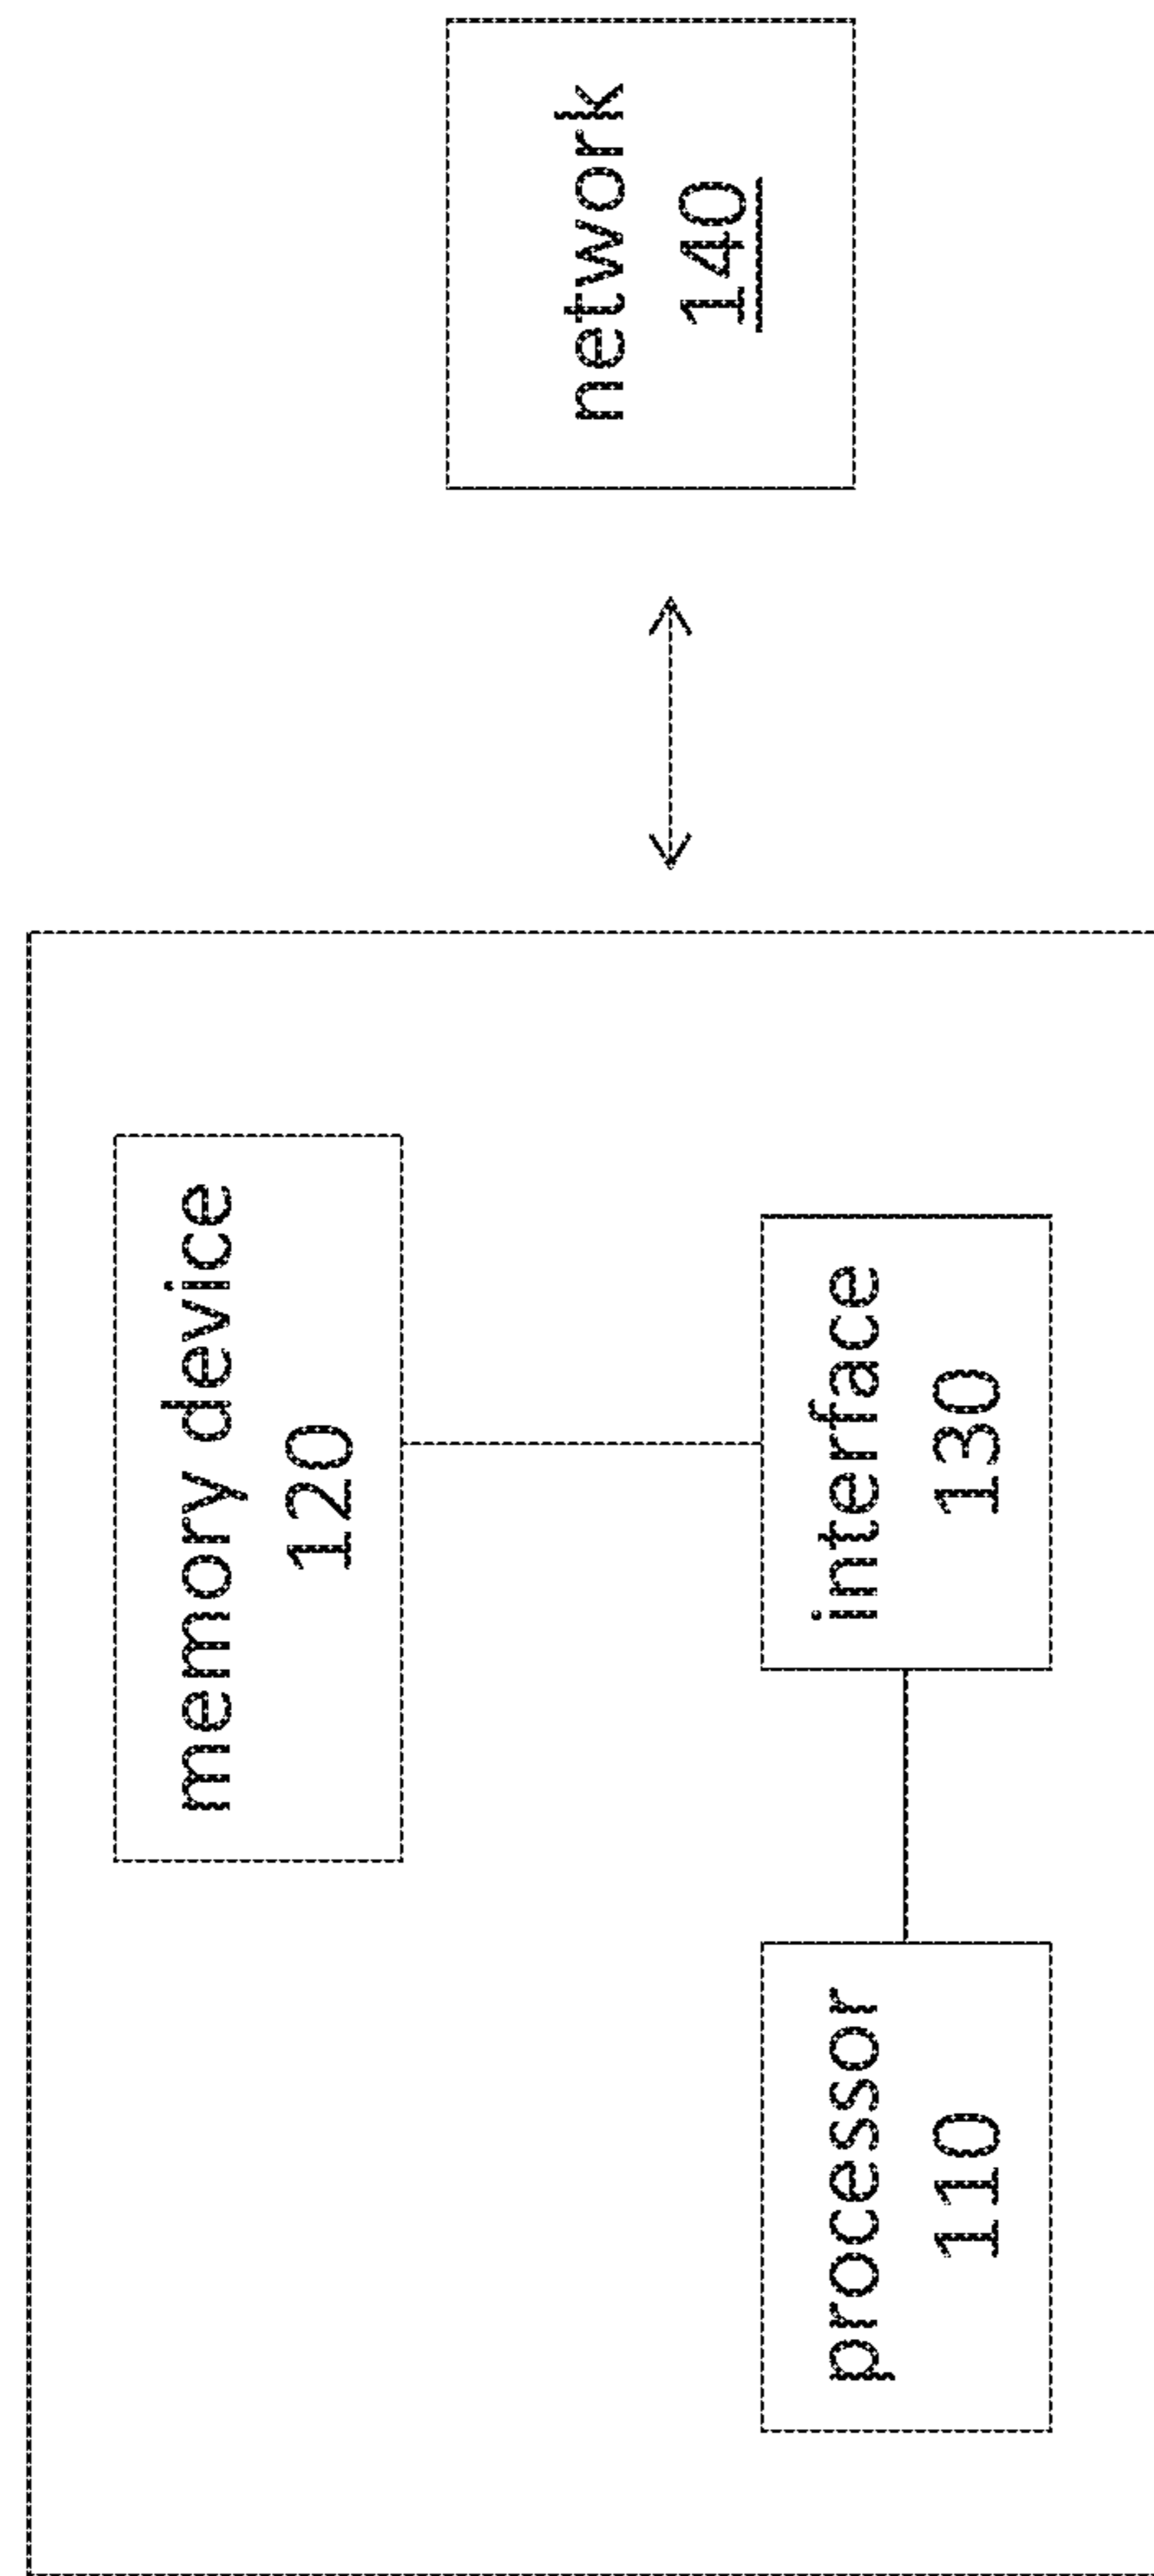 memory device
120
processor
110
interface
130
network
140